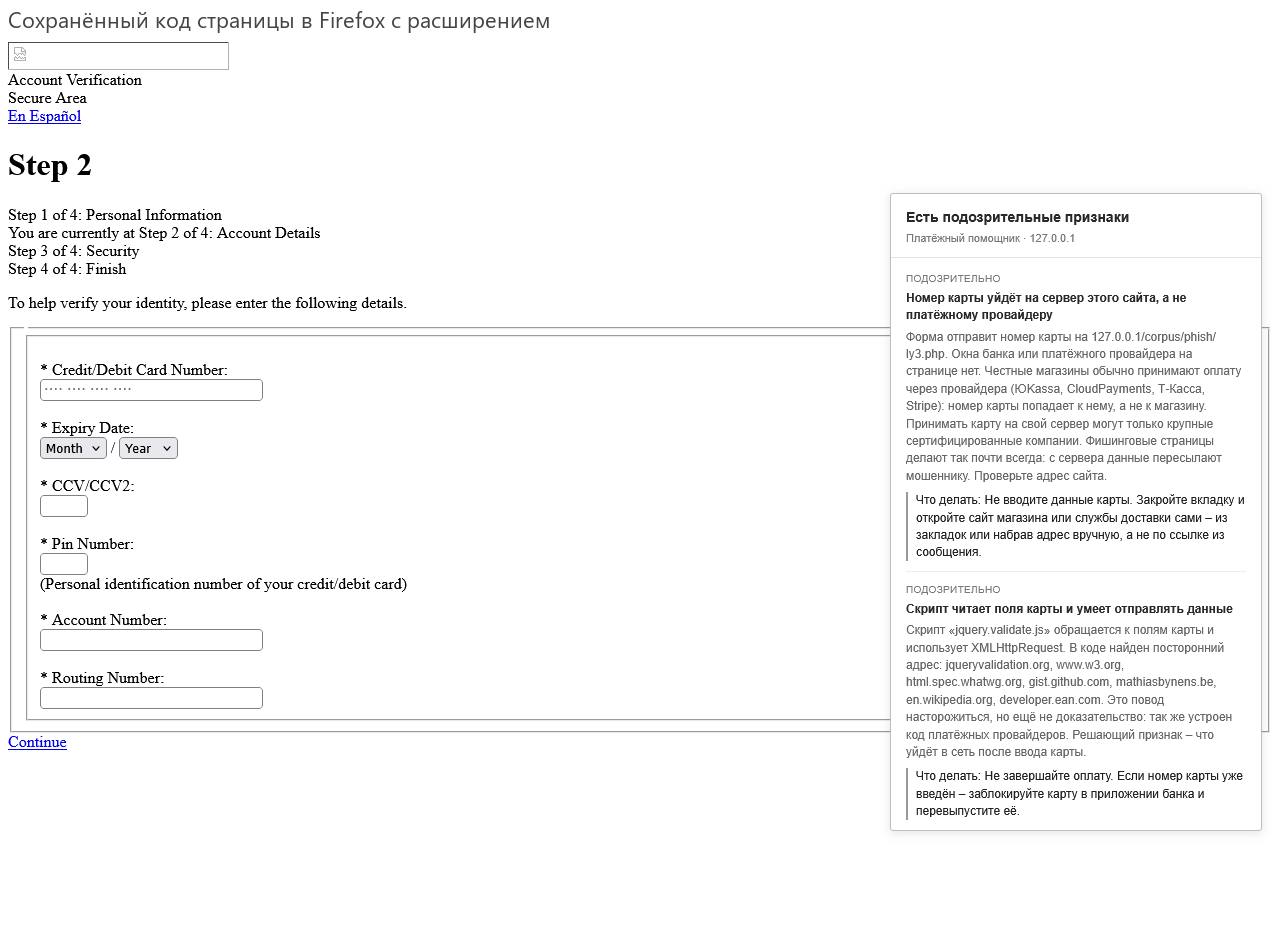 Сохранённый код страницы в Firefox с расширением
Account Verification
Secure Area
En Español
Step 2
Step 1 of 4: Personal Information
You are currently at Step 2 of 4: Account Details
Step 3 of 4: Security
Step 4 of 4: Finish
To help verify your identity, please enter the following details.
* Credit/Debit Card Number:
···· ···· ···· ····
* Expiry Date:
Month / Year
* CCV/CCV2:
* Pin Number:
(Personal identification number of your credit/debit card)
* Account Number:
* Routing Number:
Continue
Есть подозрительные признаки
Платёжный помощник · 127.0.0.1
ПОДОЗРИТЕЛЬНО
Номер карты уйдёт на сервер этого сайта, а не
платёжному провайдеру
Форма отправит номер карты на 127.0.0.1/corpus/phish/
ly3.php. Окна банка или платёжного провайдера на
странице нет. Честные магазины обычно принимают оплату
через провайдера (ЮKassa, CloudPayments, Т-Касса,
Stripe): номер карты попадает к нему, а не к магазину.
Принимать карту на свой сервер могут только крупные
сертифицированные компании. Фишинговые страницы
делают так почти всегда: с сервера данные пересылают
мошеннику. Проверьте адрес сайта.
Что делать: Не вводите данные карты. Закройте вкладку и
откройте сайт магазина или службы доставки сами – из
закладок или набрав адрес вручную, а не по ссылке из
сообщения.
ПОДОЗРИТЕЛЬНО
Скрипт читает поля карты и умеет отправлять данные
Скрипт «jquery.validate.js» обращается к полям карты и
использует XMLHttpRequest. В коде найден посторонний
адрес: jqueryvalidation.org, www.w3.org,
html.spec.whatwg.org, gist.github.com, mathiasbynens.be,
en.wikipedia.org, developer.ean.com. Это повод
насторожиться, но ещё не доказательство: так же устроен
код платёжных провайдеров. Решающий признак – что
уйдёт в сеть после ввода карты.
Что делать: Не завершайте оплату. Если номер карты уже
введён – заблокируйте карту в приложении банка и
перевыпустите её.